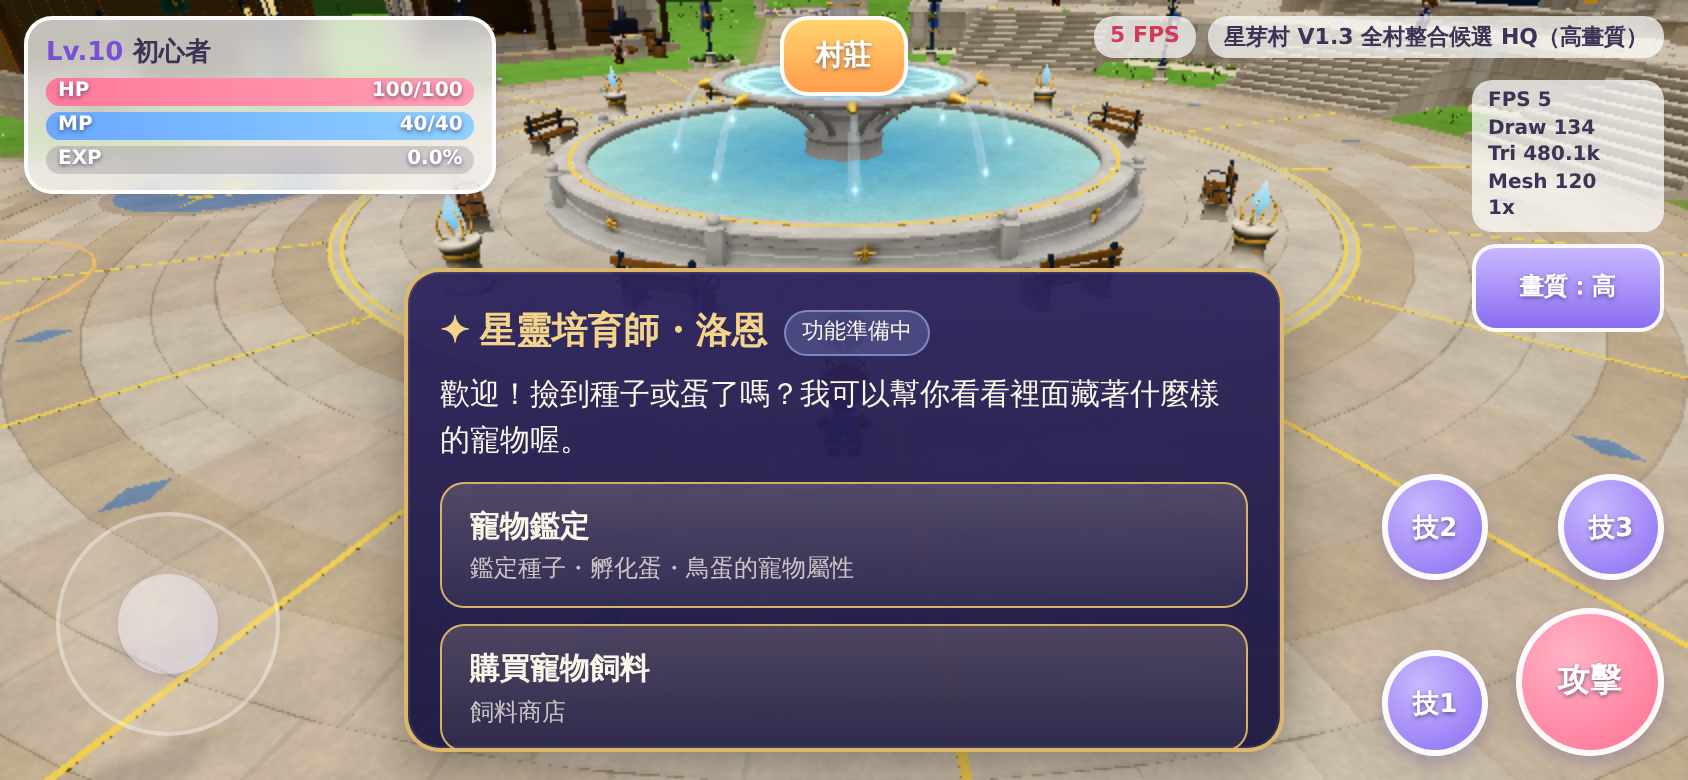 Lv.10 初心者
HP 100/100
MP 40/40
EXP 0.0%
村莊
5 FPS
星芽村 V1.3 全村整合候選 HQ（高畫質）
FPS 5
Draw 134
Tri 480.1k
Mesh 120
1x
畫質：高
✦ 星靈培育師・洛恩 功能準備中
歡迎！撿到種子或蛋了嗎？我可以幫你看看裡面藏著什麼樣
的寵物喔。
寵物鑑定
鑑定種子・孵化蛋・鳥蛋的寵物屬性
購買寵物飼料
飼料商店
技2
技3
技1
攻擊